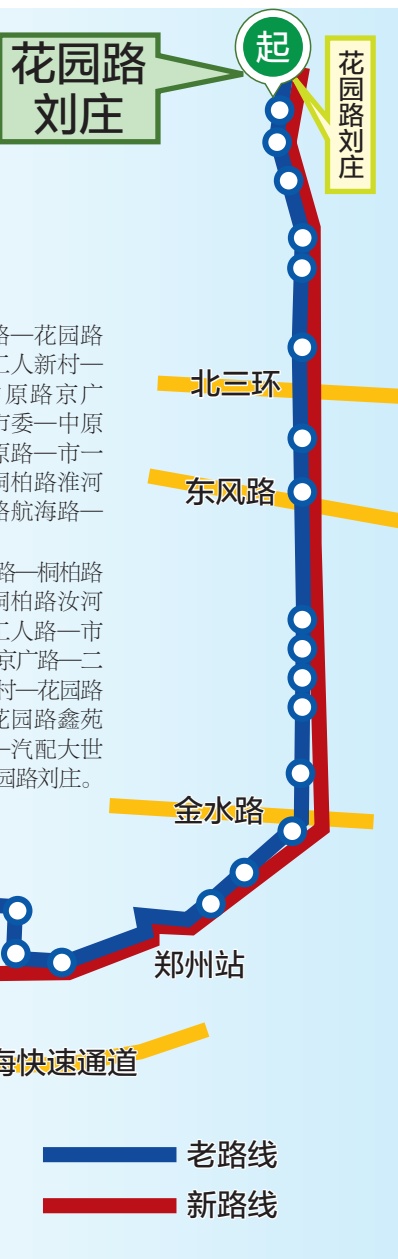 花园路
刘庄
起
花园路刘庄
路—花园路
工人新村—
原路京广
市委—中原
原路—市一
桐柏路淮河
路航海路—
北三环
东风路
路—桐柏路
桐柏路汝河
工人路—市
京广路—二
村—花园路
花园路鑫苑
—汽配大世
园路刘庄。
金水路
郑州站
海快速通道
老路线
新路线